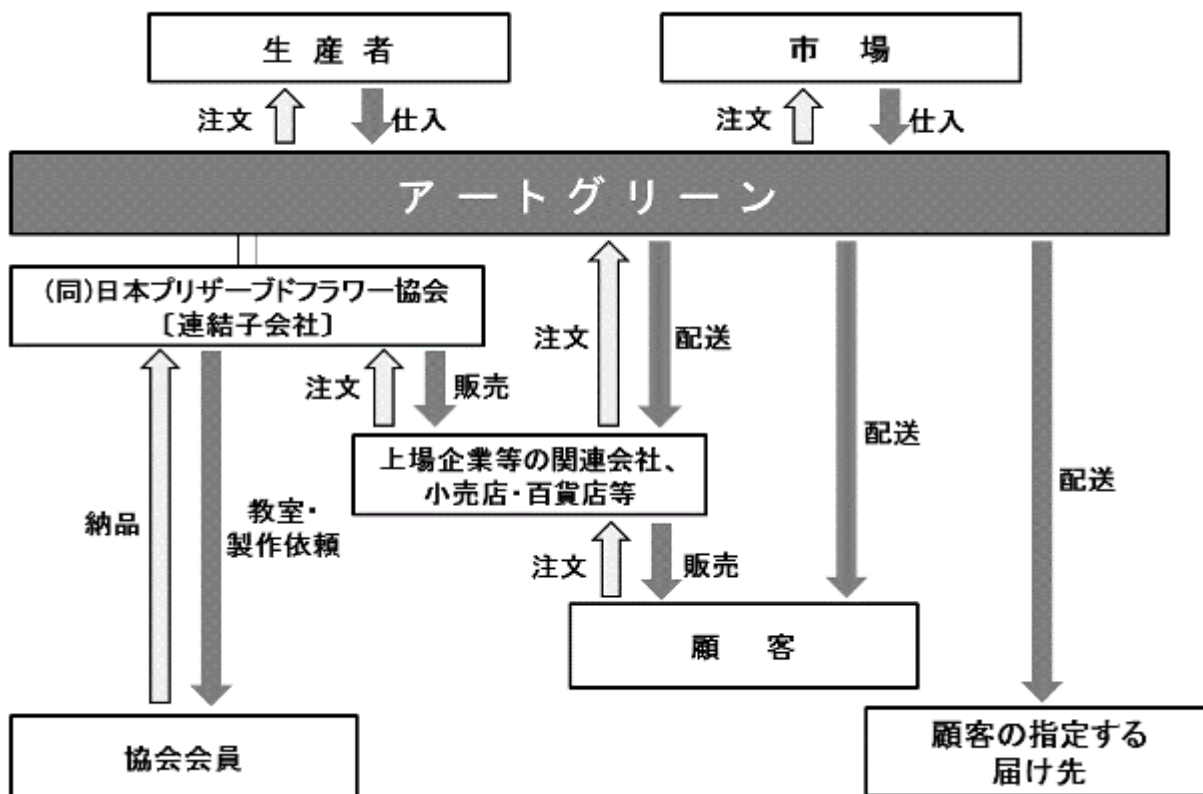 生産者
市場
注文
仕入
注文
仕入
アートグリーン
(同)日本プリザーブドフラワー協会
〔連結子会社〕
注文
配送
注文
販売
配送
配送
上場企業等の関連会社、
小売店・百貨店等
納品
教室・
製作依頼
注文
販売
顧客
協会会員
顧客の指定する
届け先